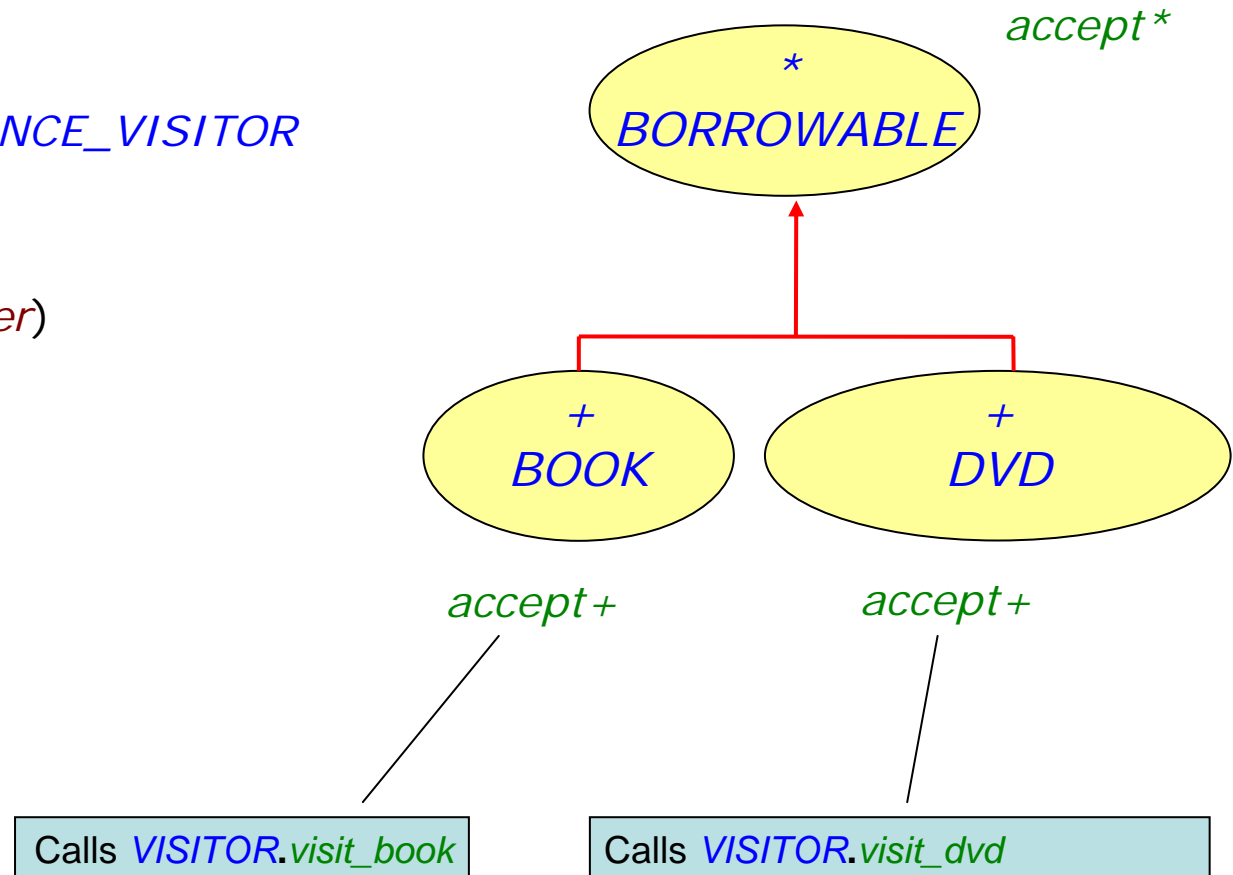 accept*
*
NCE_VISITOR
BORROWABLE
er)
+
BOOK
+
DVD
accept+
accept+
Calls VISITOR.visit_book
Calls VISITOR.visit_dvd